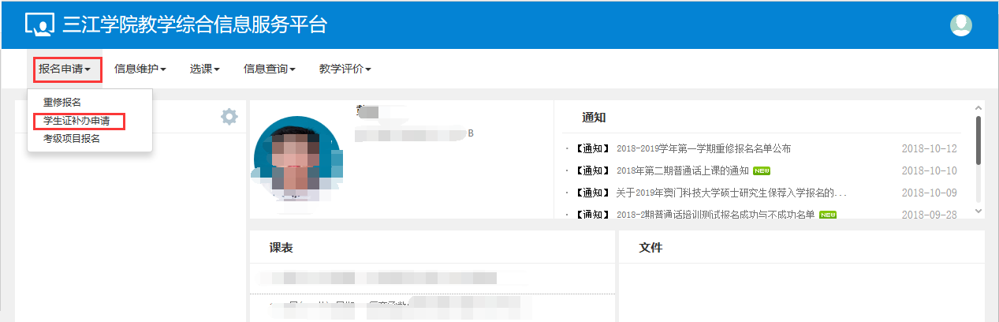 三江学院教学综合信息服务平台
报名申请 信息维护 选课 信息查询 教学评价
重修报名
学生证补办申请
考级项目报名
B
通知
【通知】 2018-2019学年第一学期重修报名名单公布 2018-10-12
【通知】 2018年第二期普通话上课的通知 NEW 2018-10-10
【通知】 关于2019年澳门科技大学硕士研究生保荐入学报名的... 2018-10-09
【通知】 2018-2期普通话培训测试报名成功与不成功名单 NEW 2018-09-28
课表
文件